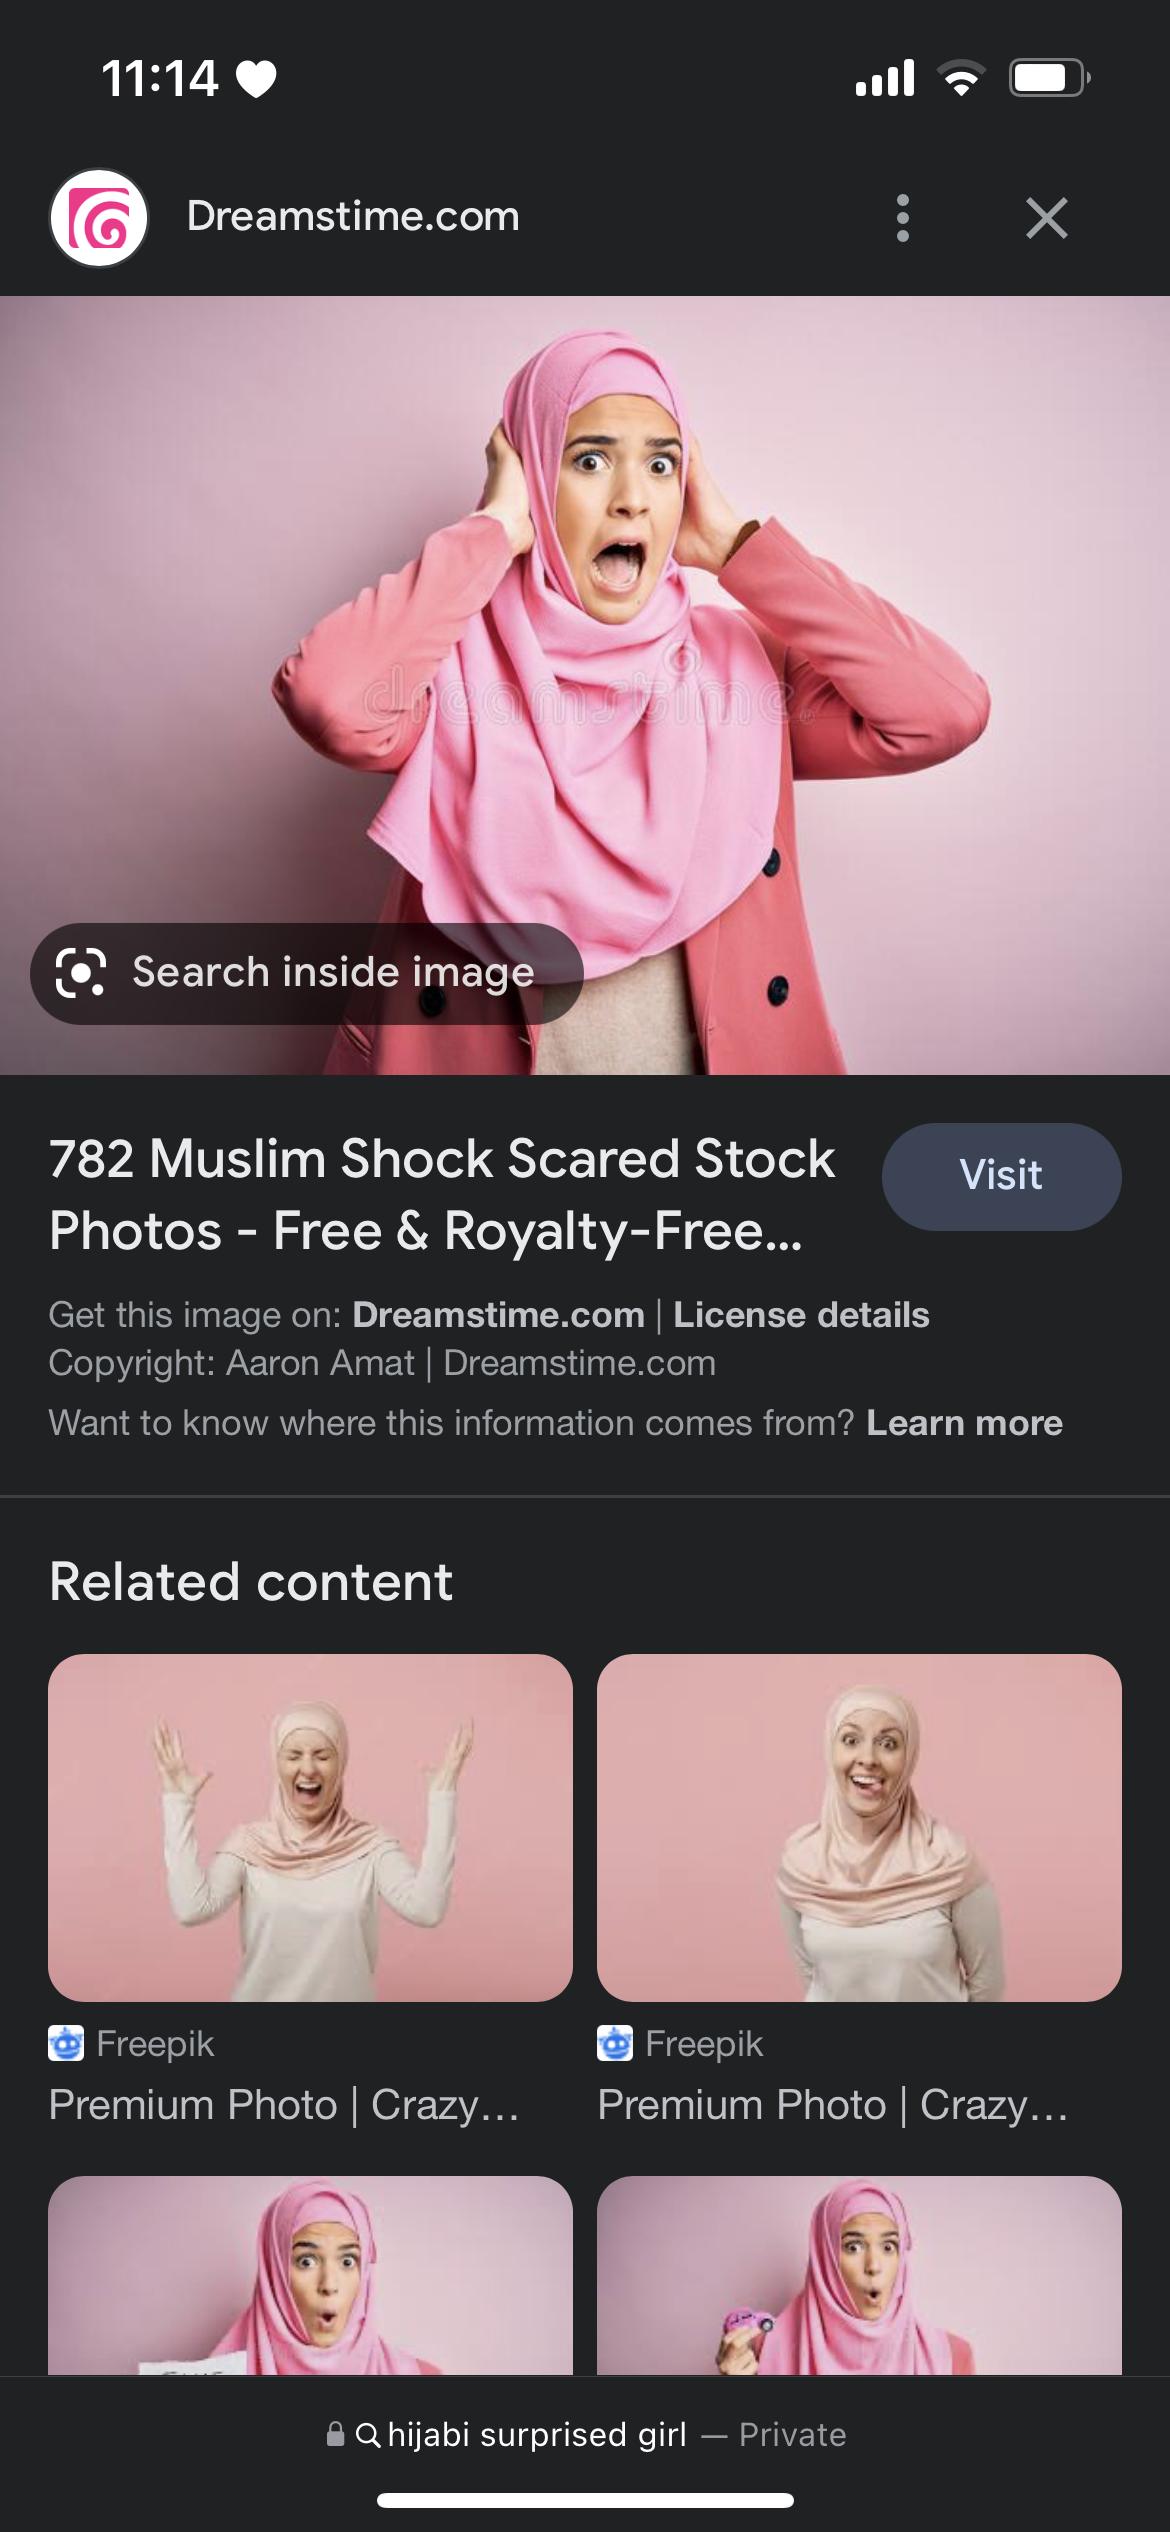 11:14
Dreamstime.com
dreamstime.
Search inside image
782 Muslim Shock Scared Stock
Photos - Free & Royalty-Free...
Visit
Get this image on: Dreamstime.com | License details
Copyright: Aaron Amat | Dreamstime.com
Want to know where this information comes from? Learn more
Related content
Freepik
Premium Photo | Crazy...
Freepik
Premium Photo | Crazy...
hijabi surprised girl — Private